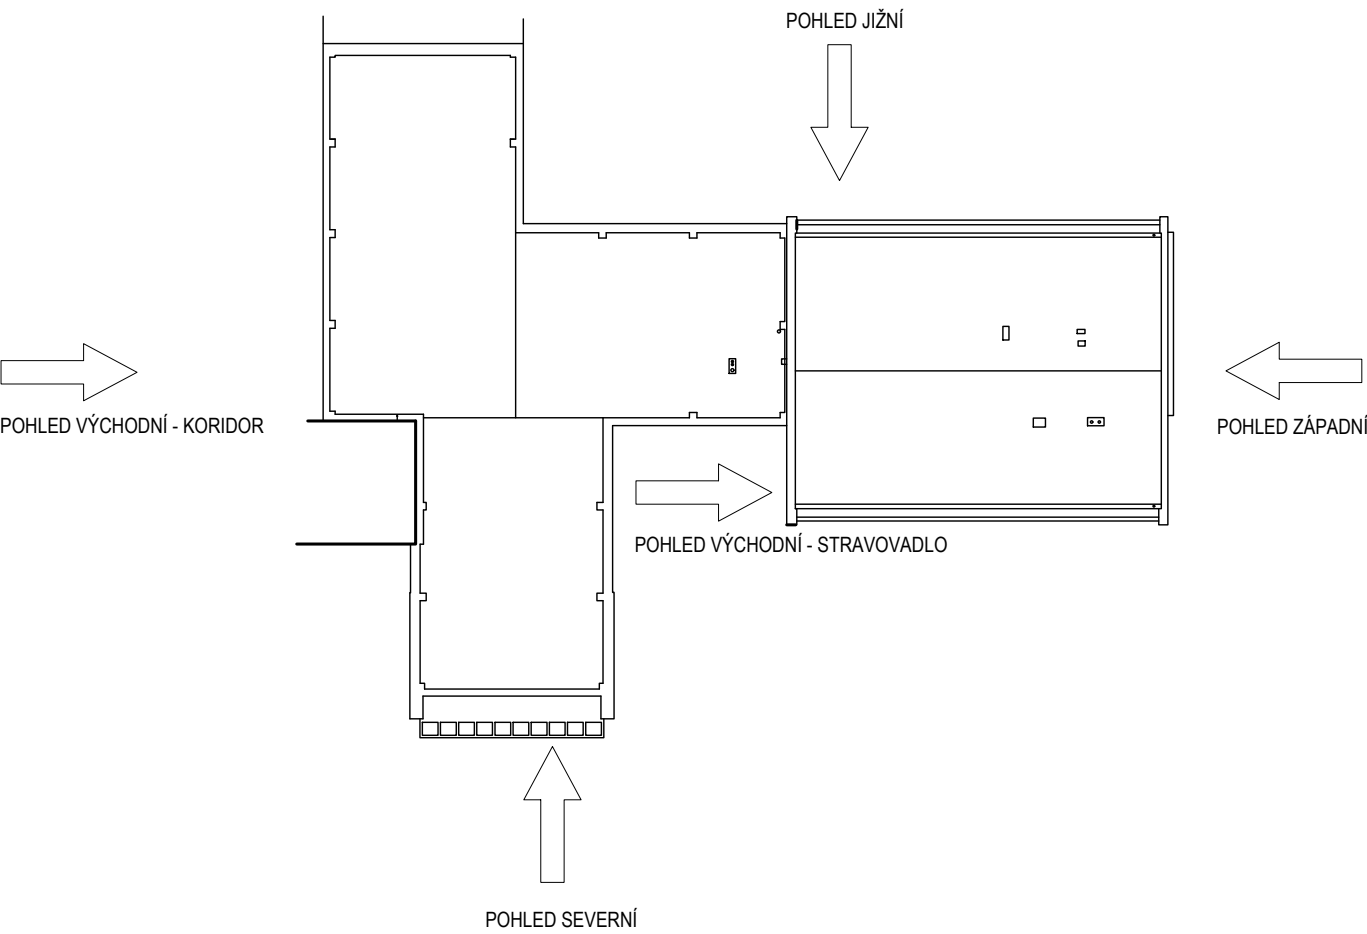 POHLED JIŽNÍ
POHLED VÝCHODNÍ - KORIDOR
POHLED ZÁPADNÍ
POHLED VÝCHODNÍ - STRAVOVADLO
POHLED SEVERNÍ